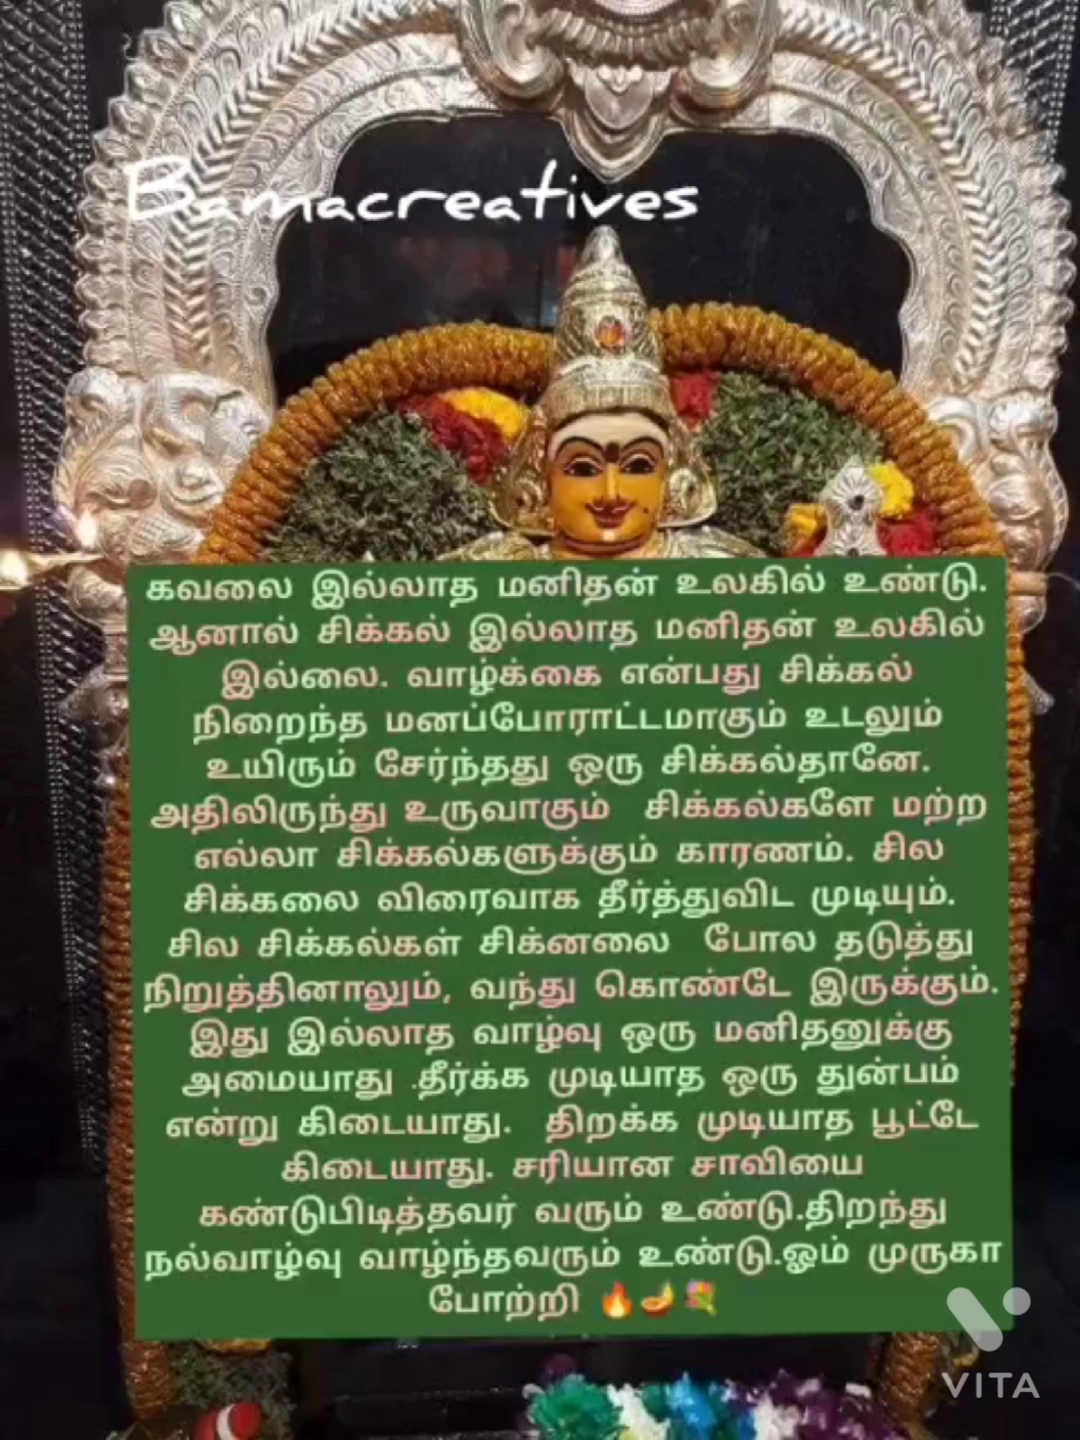 Bamacreatives
கவலை இல்லாத மனிதன் உலகில் உண்டு.
ஆனால் சிக்கல் இல்லாத மனிதன் உலகில்
இல்லை. வாழ்க்கை என்பது சிக்கல்
நிறைந்த மனப்போராட்டமாகும் உடலும்
உயிரும் சேர்ந்தது ஒரு சிக்கல்தானே.
அதிலிருந்து உருவாகும் சிக்கல்களே மற்ற
எல்லா சிக்கல்களுக்கும் காரணம். சில
சிக்கலை விரைவாக தீர்த்துவிட முடியும்.
சில சிக்கல்கள் சிக்னலை போல தடுத்து
நிறுத்தினாலும், வந்து கொண்டே இருக்கும்.
இது இல்லாத வாழ்வு ஒரு மனிதனுக்கு
அமையாது .தீர்க்க முடியாத ஒரு துன்பம்
என்று கிடையாது. திறக்க முடியாத பூட்டே
கிடையாது. சரியான சாவியை
கண்டுபிடித்தவர் வரும் உண்டு.திறந்து
நல்வாழ்வு வாழ்ந்தவரும் உண்டு.ஓம் முருகா
போற்றி 🔥🪔💐
VITA